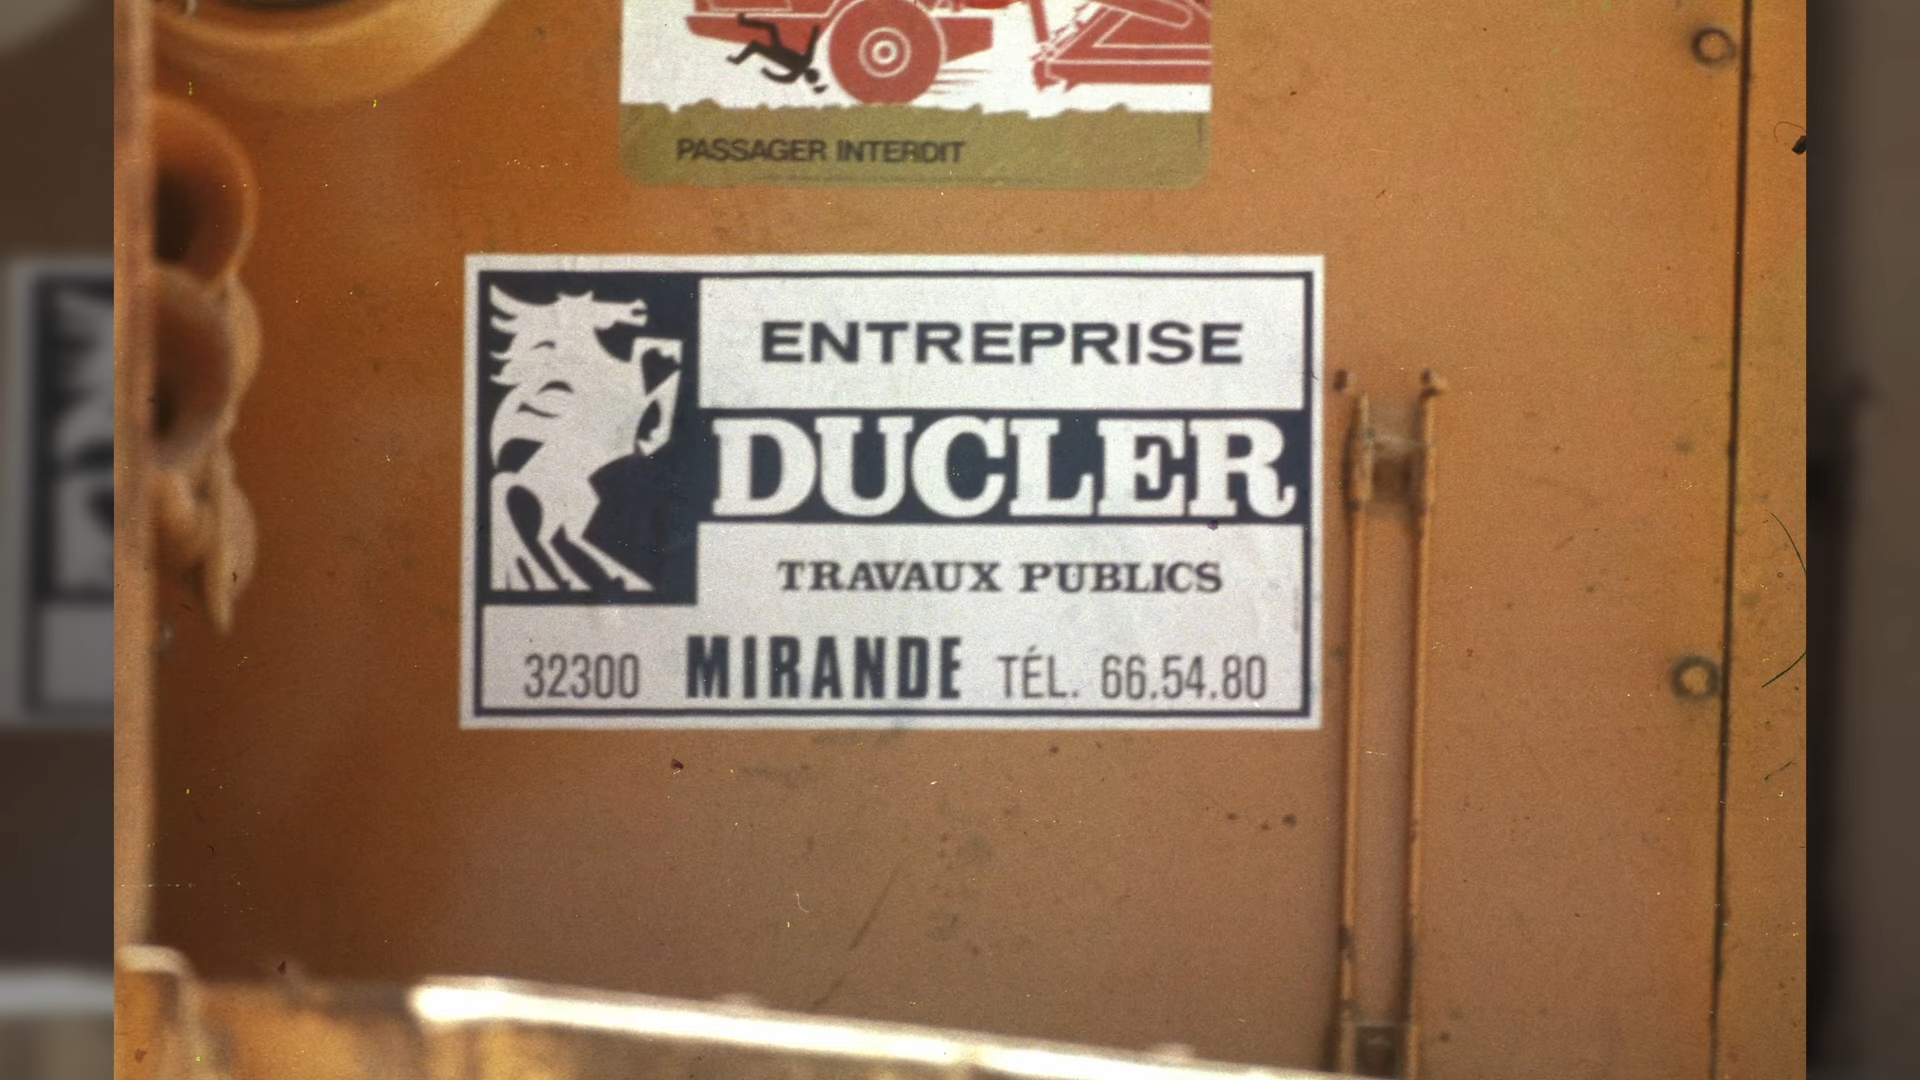 PASSAGER INTERDIT
ENTREPRISE
DUCLER
TRAVAUX PUBLICS
32300 MIRANDE TÉL. 66.54.80